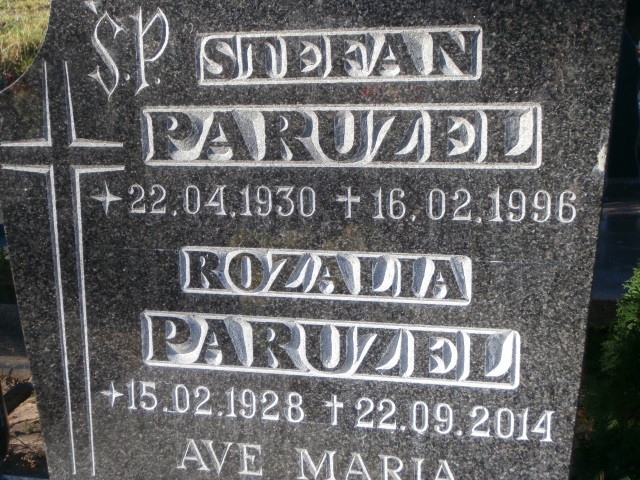 Ś.P. STEFAN
PARUZEL
22.04.1930 ✝ 16.02.1996
ROZALIA
PARUZEL
15.02.1928 ✝ 22.09.2014
AVE MARIA